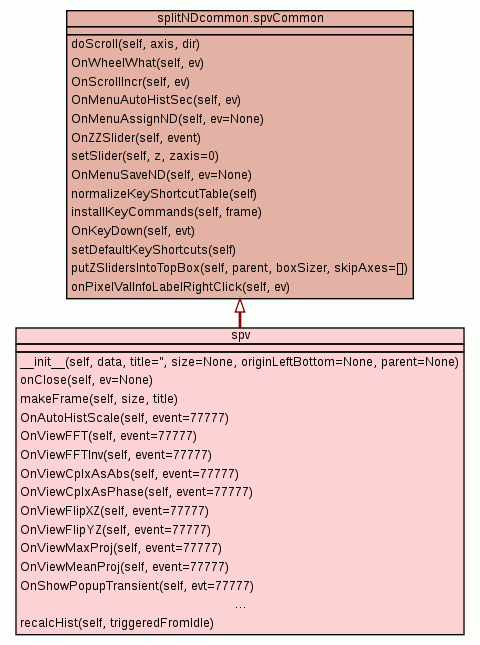 splitNDcommon.spvCommon
doScroll(self, axis, dir)
OnWheelWhat(self, ev)
OnScrollIncr(self, ev)
OnMenuAutoHistSec(self, ev)
OnMenuAssignND(self, ev=None)
OnZZSlider(self, event)
setSlider(self, z, zaxis=0)
OnMenuSaveND(self, ev=None)
normalizeKeyShortcutTable(self)
installKeyCommands(self, frame)
OnKeyDown(self, evt)
setDefaultKeyShortcuts(self)
putZSlidersIntoTopBox(self, parent, boxSizer, skipAxes=[])
onPixelValInfoLabelRightClick(self, ev)
spv
__init__(self, data, title='', size=None, originLeftBottom=None, parent=None)
onClose(self, ev=None)
makeFrame(self, size, title)
OnAutoHistScale(self, event=77777)
OnViewFFT(self, event=77777)
OnViewFFTInv(self, event=77777)
OnViewCplxAsAbs(self, event=77777)
OnViewCplxAsPhase(self, event=77777)
OnViewFlipXZ(self, event=77777)
OnViewFlipYZ(self, event=77777)
OnViewMaxProj(self, event=77777)
OnViewMeanProj(self, event=77777)
OnShowPopupTransient(self, evt=77777)
...
recalcHist(self, triggeredFromIdle)